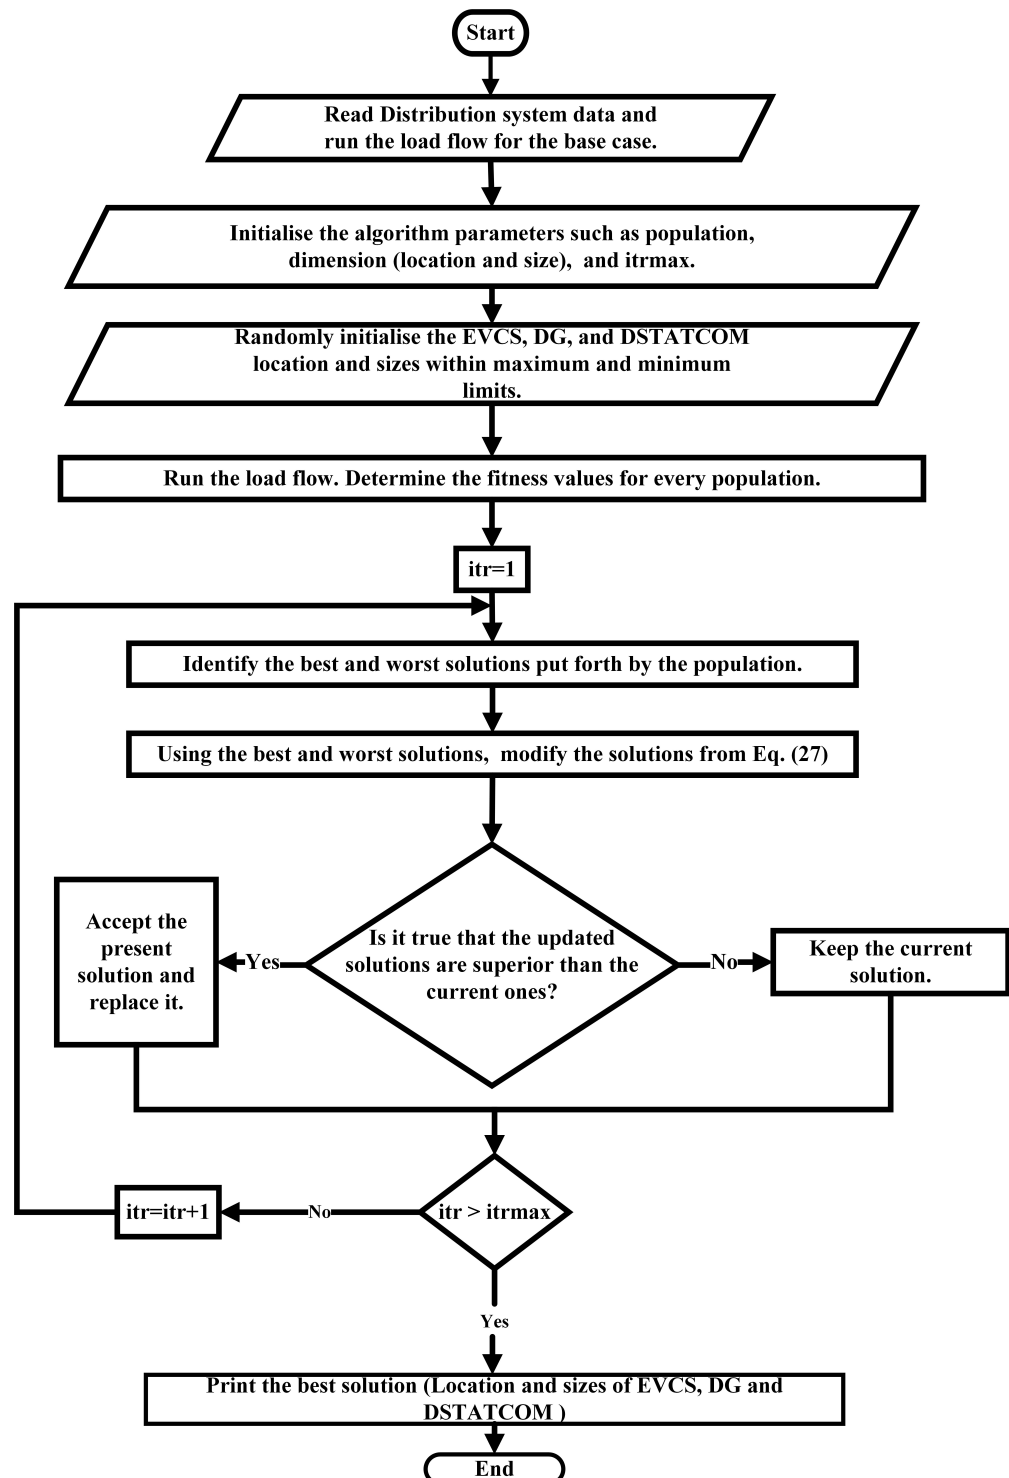 Start
Read Distribution system data and
run the load flow for the base case.
Initialise the algorithm parameters such as population,
dimension (location and size),  and itrmax.
Randomly initialise the EVCS, DG, and DSTATCOM
location and sizes within maximum and minimum
limits.
Run the load flow. Determine the fitness values for every population.
itr=1
Identify the best and worst solutions put forth by the population.
Using the best and worst solutions,  modify the solutions from Eq. (27)
Is it true that the updated
solutions are superior than the
current ones?
Yes
Accept the
present
solution and
replace it.
No
Keep the current
solution.
itr > itrmax
No
itr=itr+1
Yes
Print the best solution (Location and sizes of EVCS, DG and
DSTATCOM )
End